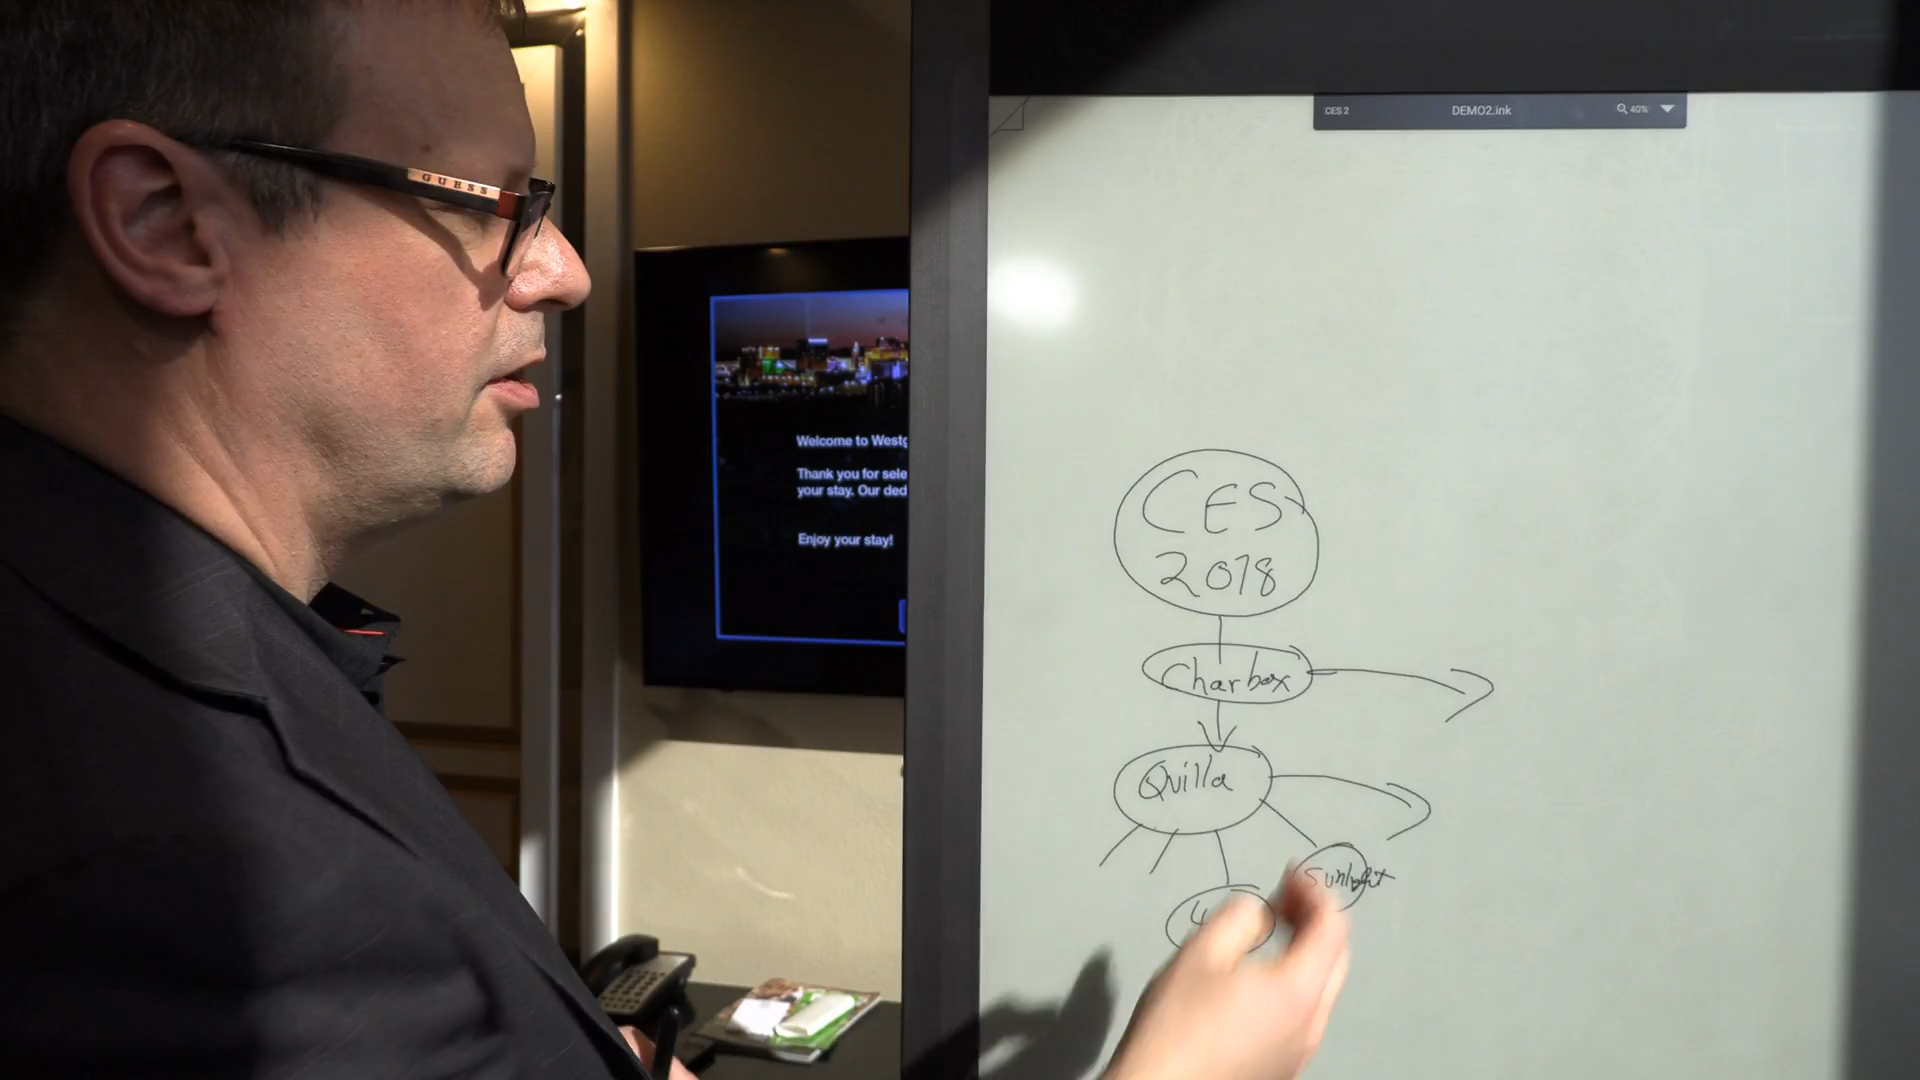 GUESS
Welcome to Westg
Thank you for sele
your stay. Our ded
Enjoy your stay!
CES 2 DEMO2.ink 40%
CES
2018
Charbox
Quilla
Sunlight
4